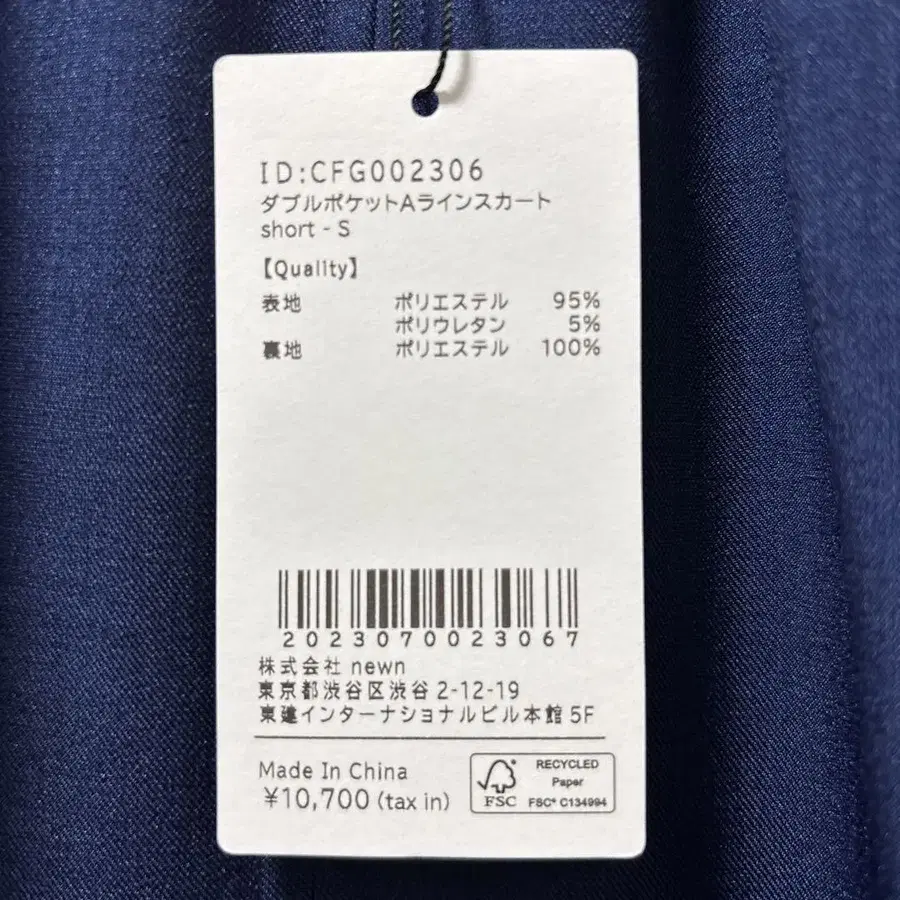 ID:CFG002306
ダブルポケットAラインスカート
short - S
【Quality】
表地 ポリエステル 95%
ポリウレタン 5%
裏地 ポリエステル 100%
2023070023067
株式会社 newn
東京都渋谷区渋谷 2-12-19
東建インターナショナルビル本館 5F
Made In China
¥10,700 (tax in)
RECYCLED
Paper
FSC
FSC® C134994